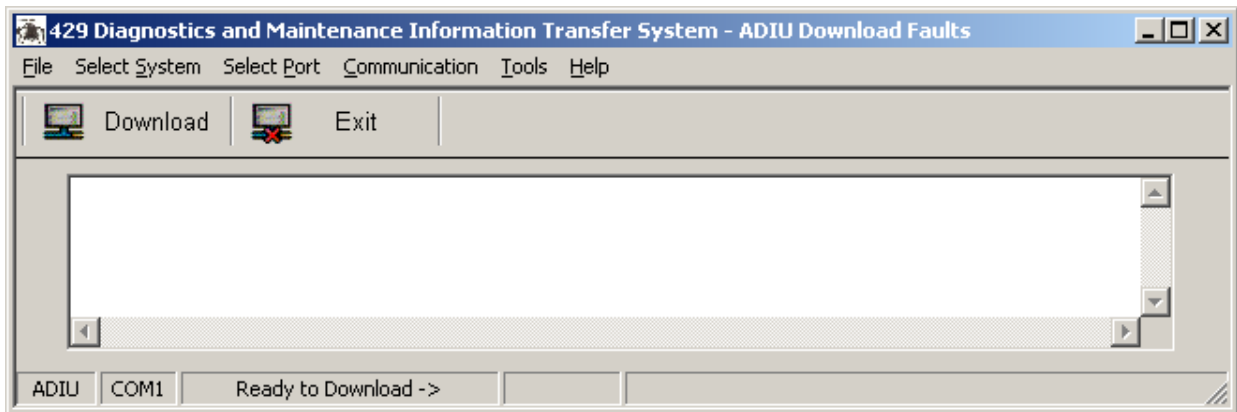 429 Diagnostics and Maintenance Information Transfer System - ADIU Download Faults
File Select System Select Port Communication Tools Help
Download Exit
ADIU COM1 Ready to Download ->